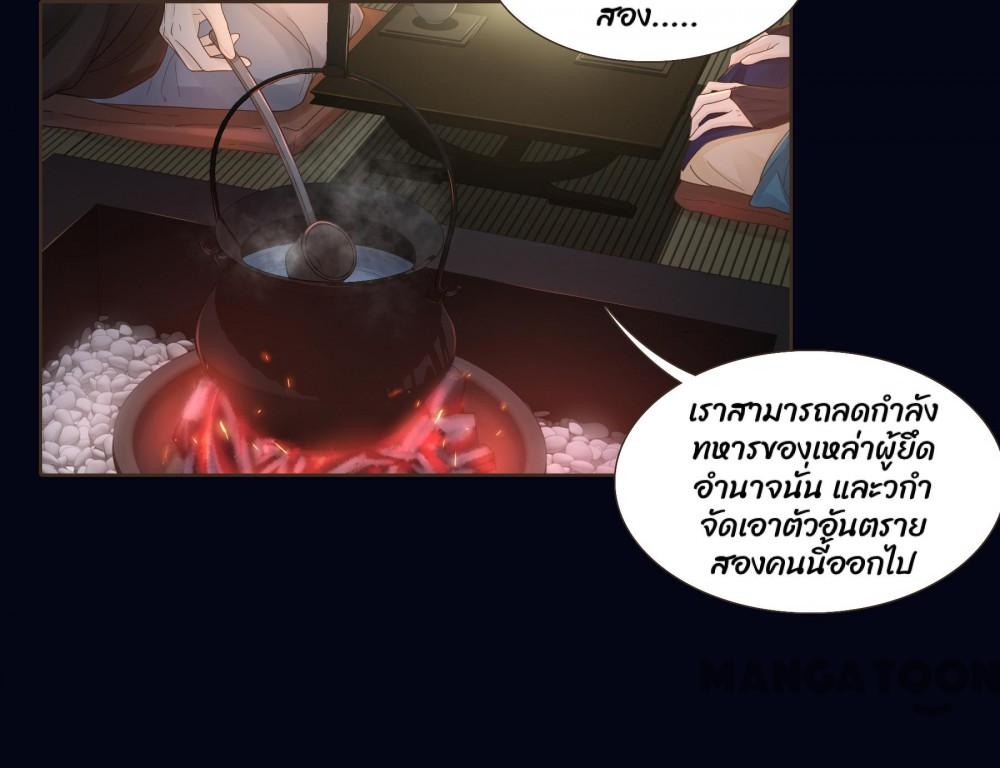 สอง.....
เราสามารถลดกำลัง
ทหารของเหล่าผู้ยึด
อำนาจนั่น และวกำ
จัดเอาตัวอันตราย
สองคนนี้ออกไป
MANGATOON